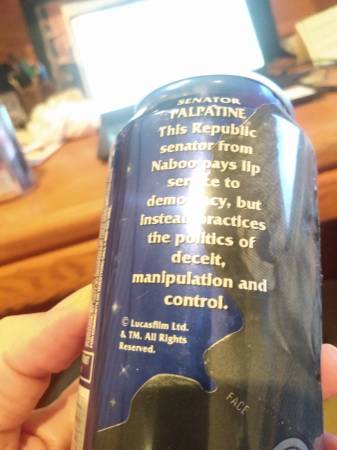 SENATOR
PALPATINE
This Republic
senator from
Naboo pays lip
service to
democracy, but
instead practices
the politics of
deceit,
manipulation and
control.
© Lucasfilm Ltd.
& TM. All Rights
Reserved.
FACE